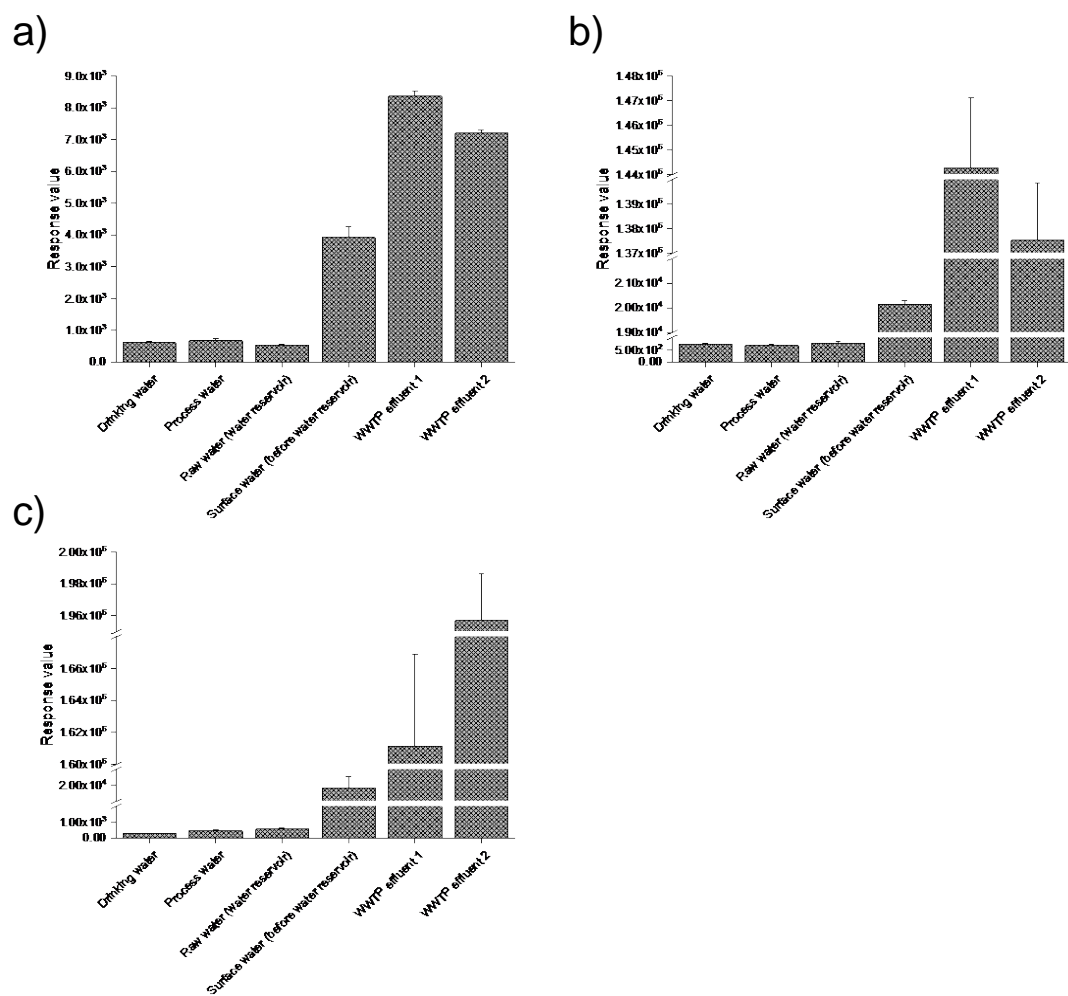 a)
9.0x10³
8.0x10³
7.0x10³
6.0x10³
5.0x10³
4.0x10³
3.0x10³
2.0x10³
1.0x10³
0.0
Response value
Drinking water
Process water
Raw water (Water reservoir)
Surface water (before water reservoir)
WWTP effluent 1
WWTP effluent 2
b)
1.48x10⁵
1.47x10⁵
1.46x10⁵
1.45x10⁵
1.44x10⁵
1.39x10⁵
1.38x10⁵
1.37x10⁵
2.10x10⁴
2.00x10⁴
1.90x10⁴
5.00x10²
0.00
Response value
Drinking water
Process water
Raw water (Water reservoir)
Surface water (before water reservoir)
WWTP effluent 1
WWTP effluent 2
c)
2.00x10⁵
1.98x10⁵
1.96x10⁵
1.66x10⁵
1.64x10⁵
1.62x10⁵
1.60x10⁵
2.00x10⁴
1.00x10³
0.00
Response value
Drinking water
Process water
Raw water (Water reservoir)
Surface water (before water reservoir)
WWTP effluent 1
WWTP effluent 2